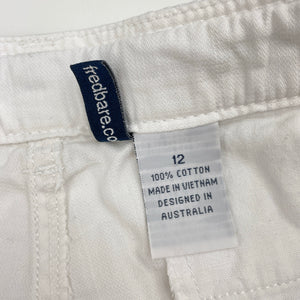 fredbare.co
12
100% COTTON
MADE IN VIETNAM
DESIGNED IN
AUSTRALIA